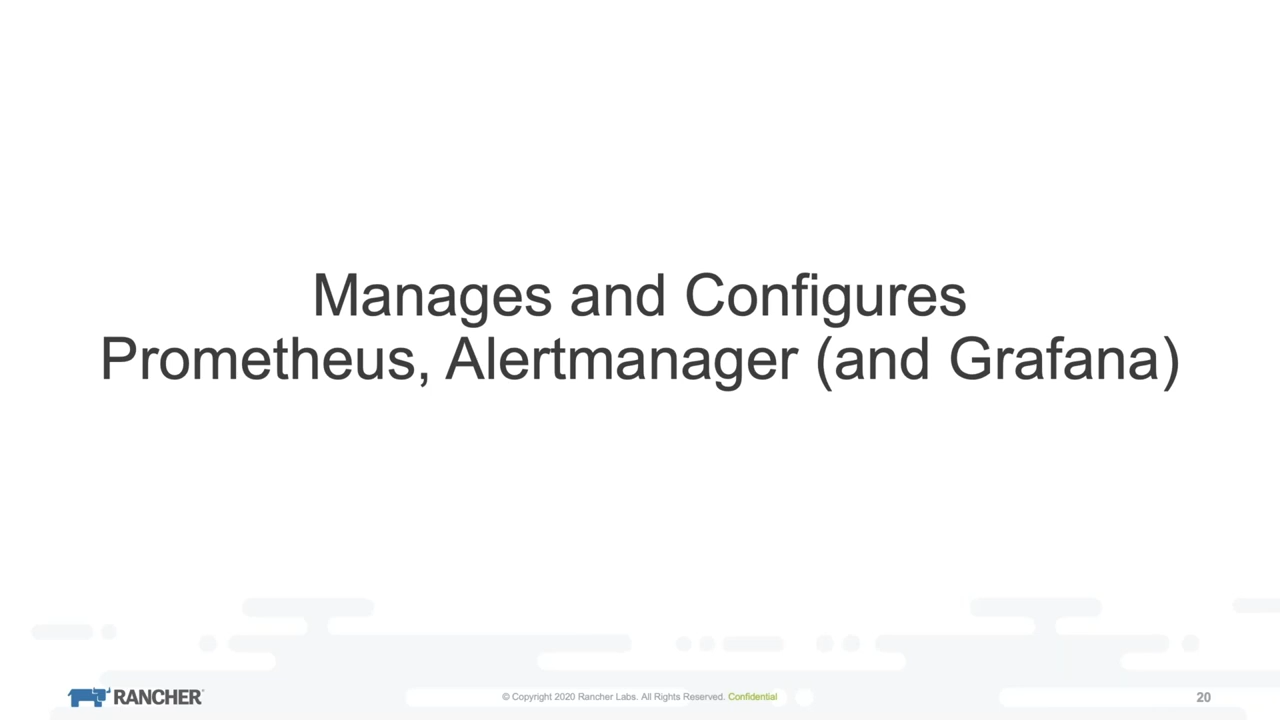 Manages and Configures
Prometheus, Alertmanager (and Grafana)
RANCHER
© Copyright 2020 Rancher Labs. All Rights Reserved. Confidential
20